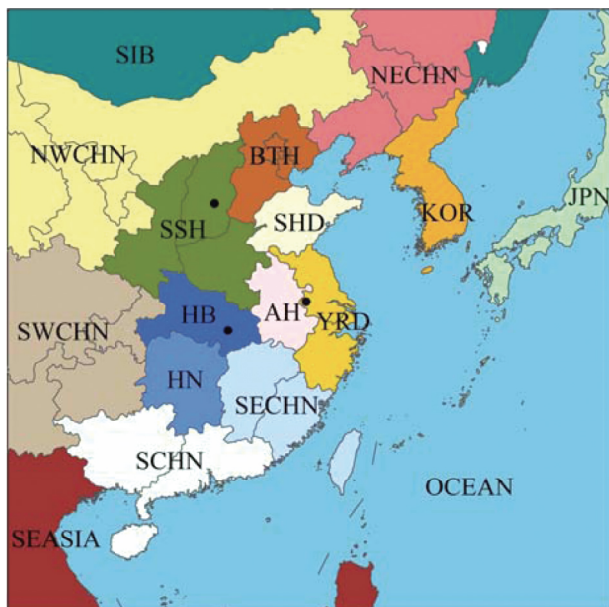 SIB
NECHN
NWCHN
BTH
JPN
KOR
SHD
SSH
HB
AH
YRD
SWCHN
HN
SECHN
SCHN
OCEAN
SEASIA